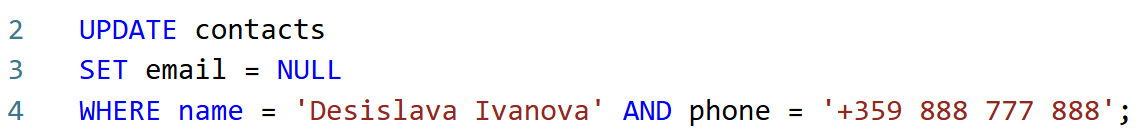 2 UPDATE contacts
3 SET email = NULL
4 WHERE name = 'Desislava Ivanova' AND phone = '+359 888 777 888';